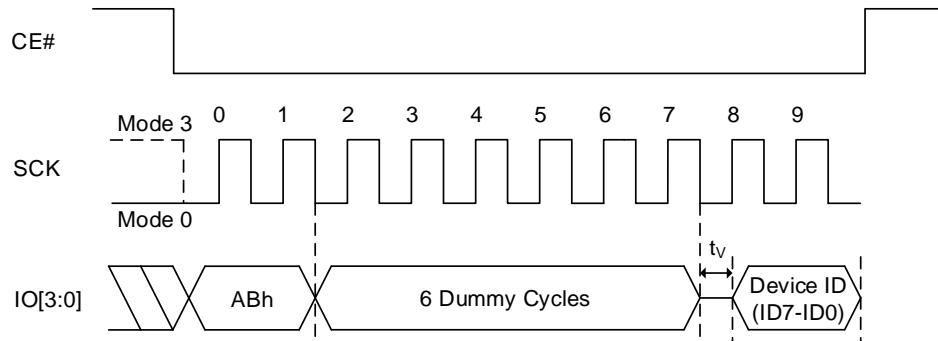 CE#
0 1 2 3 4 5 6 7 8 9
Mode 3
SCK
Mode 0
tV
IO[3:0]
ABh
6 Dummy Cycles
Device ID
(ID7-ID0)